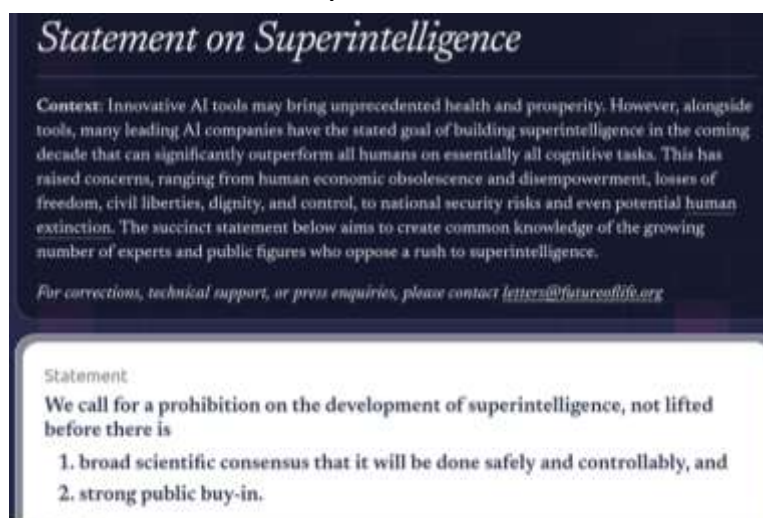 Statement on Superintelligence
Context: Innovative AI tools may bring unprecedented health and prosperity. However, alongside
tools, many leading AI companies have the stated goal of building superintelligence in the coming
decade that can significantly outperform all humans on essentially all cognitive tasks. This has
raised concerns, ranging from human economic obsolescence and disempowerment, losses of
freedom, civil liberties, dignity, and control, to national security risks and even potential human
extinction. The succinct statement below aims to create common knowledge of the growing
number of experts and public figures who oppose a rush to superintelligence.
For corrections, technical support, or press enquiries, please contact letters@futureoflife.org
Statement
We call for a prohibition on the development of superintelligence, not lifted
before there is
1. broad scientific consensus that it will be done safely and controllably, and
2. strong public buy-in.